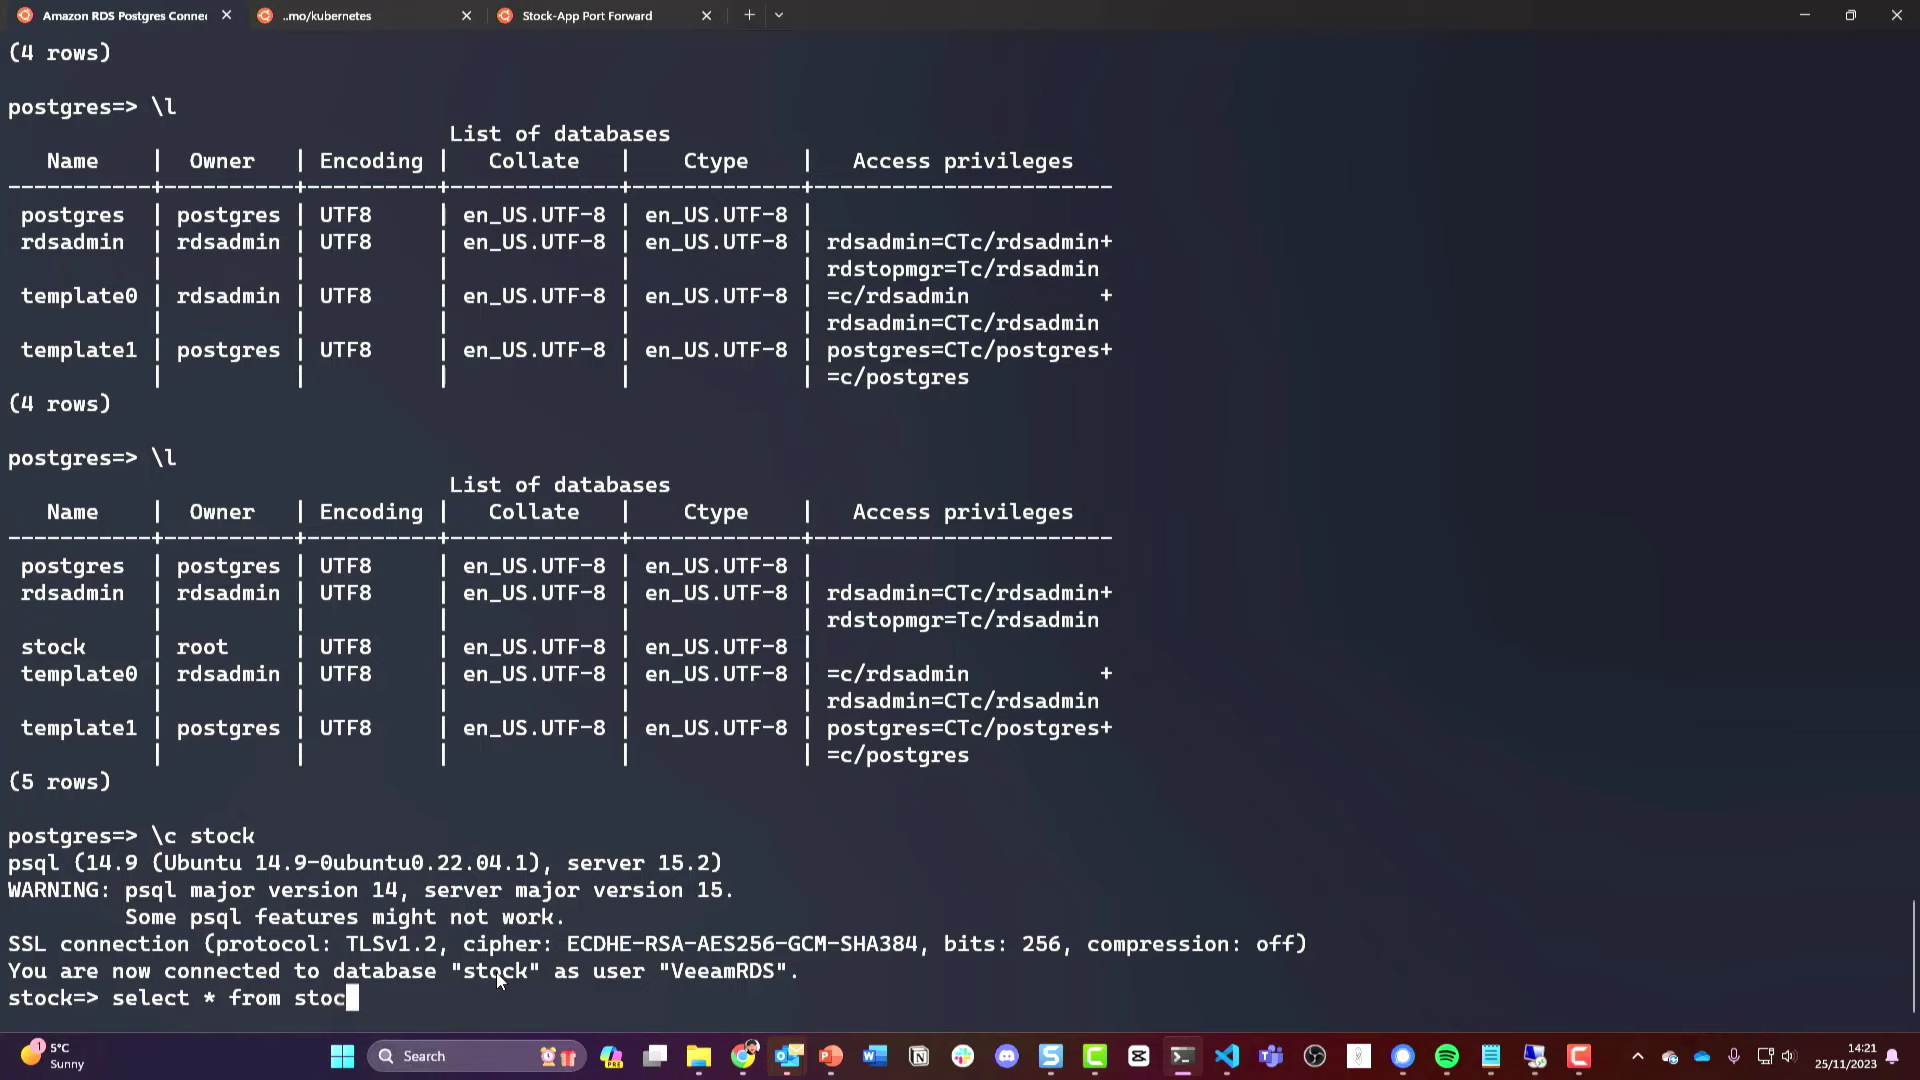 Amazon RDS Postgres Connec
..mo/kubernetes
Stock-App Port Forward
(4 rows)
postgres=> \l
List of databases
Name | Owner | Encoding | Collate | Ctype | Access privileges
-----------+----------+----------+-------------+-------------+-----------------------
postgres | postgres | UTF8 | en_US.UTF-8 | en_US.UTF-8 |
rdsadmin | rdsadmin | UTF8 | en_US.UTF-8 | en_US.UTF-8 | rdsadmin=CTc/rdsadmin+
| | | | | rdstopmgr=Tc/rdsadmin
template0 | rdsadmin | UTF8 | en_US.UTF-8 | en_US.UTF-8 | =c/rdsadmin +
| | | | | rdsadmin=CTc/rdsadmin
template1 | postgres | UTF8 | en_US.UTF-8 | en_US.UTF-8 | postgres=CTc/postgres+
| | | | | =c/postgres
(4 rows)
postgres=> \l
List of databases
Name | Owner | Encoding | Collate | Ctype | Access privileges
-----------+----------+----------+-------------+-------------+-----------------------
postgres | postgres | UTF8 | en_US.UTF-8 | en_US.UTF-8 |
rdsadmin | rdsadmin | UTF8 | en_US.UTF-8 | en_US.UTF-8 | rdsadmin=CTc/rdsadmin+
| | | | | rdstopmgr=Tc/rdsadmin
stock | root | UTF8 | en_US.UTF-8 | en_US.UTF-8 |
template0 | rdsadmin | UTF8 | en_US.UTF-8 | en_US.UTF-8 | =c/rdsadmin +
| | | | | rdsadmin=CTc/rdsadmin
template1 | postgres | UTF8 | en_US.UTF-8 | en_US.UTF-8 | postgres=CTc/postgres+
| | | | | =c/postgres
(5 rows)
postgres=> \c stock
psql (14.9 (Ubuntu 14.9-0ubuntu0.22.04.1), server 15.2)
WARNING: psql major version 14, server major version 15.
Some psql features might not work.
SSL connection (protocol: TLSv1.2, cipher: ECDHE-RSA-AES256-GCM-SHA384, bits: 256, compression: off)
You are now connected to database "stock" as user "VeeamRDS".
stock=> select * from stoc
1
5°C
Sunny
Search
PRE
14:21
25/11/2023